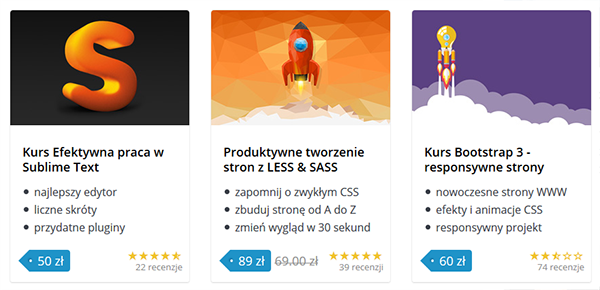 Kurs Efektywna praca w
Sublime Text
najlepszy edytor
liczne skróty
przydatne pluginy
50 zł
22 recenzje
Produktywne tworzenie
stron z LESS & SASS
zapomnij o zwykłym CSS
zbuduj stronę od A do Z
zmień wygląd w 30 sekund
89 zł 69.00 zł
39 recenzji
Kurs Bootstrap 3 -
responsywne strony
nowoczesne strony WWW
efekty i animacje CSS
responsywny projekt
60 zł
74 recenzje